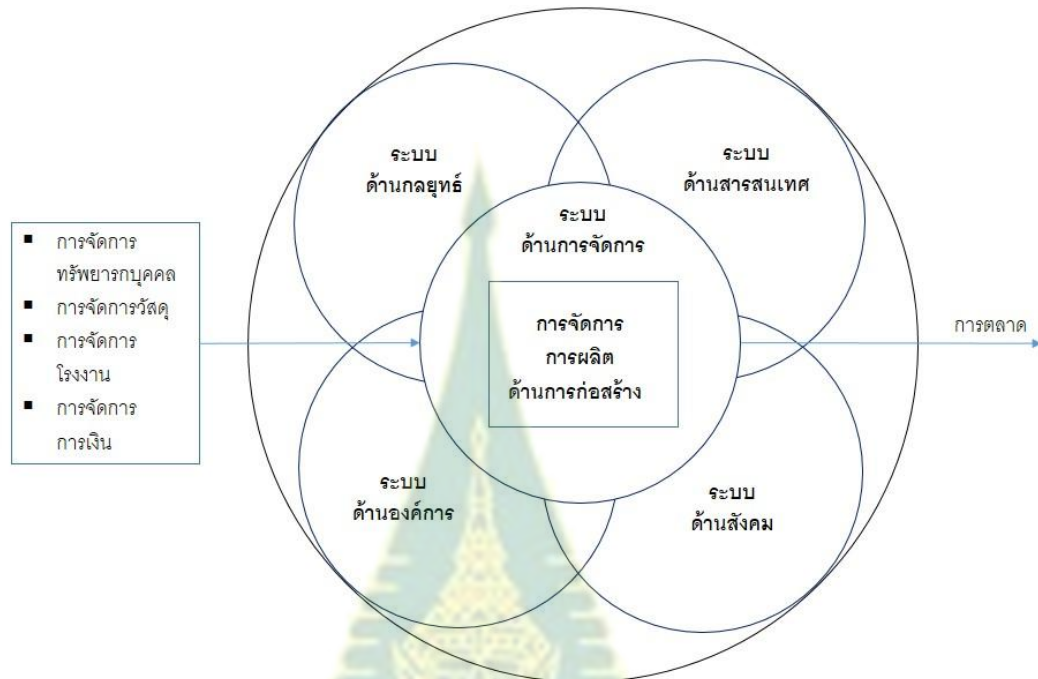 ระบบ
ด้านกลยุทธ์
ระบบ
ด้านสารสนเทศ
ระบบ
ด้านการจัดการ
■ การจัดการ
ทรัพยารกบุคคล
■ การจัดการวัสดุ
■ การจัดการ
โรงงาน
■ การจัดการ
การเงิน
การจัดการ
การผลิต
ด้านการก่อสร้าง
การตลาด
ระบบ
ด้านองค์การ
ระบบ
ด้านสังคม